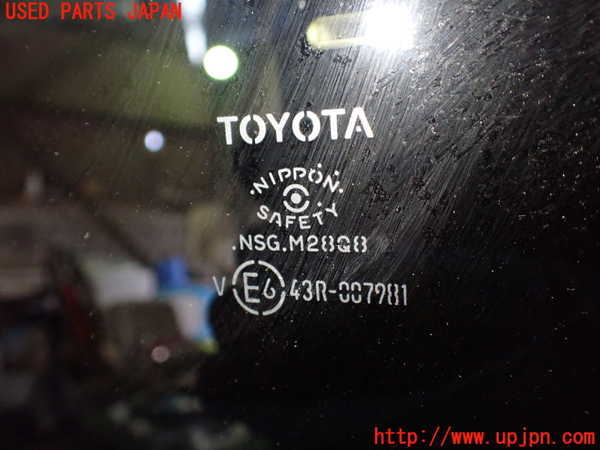 USED PARTS JAPAN
TOYOTA
.NIPPON.
SAFETY
.NSG.M28Q8
V E6 43R-007981
http://www.upjpn.com